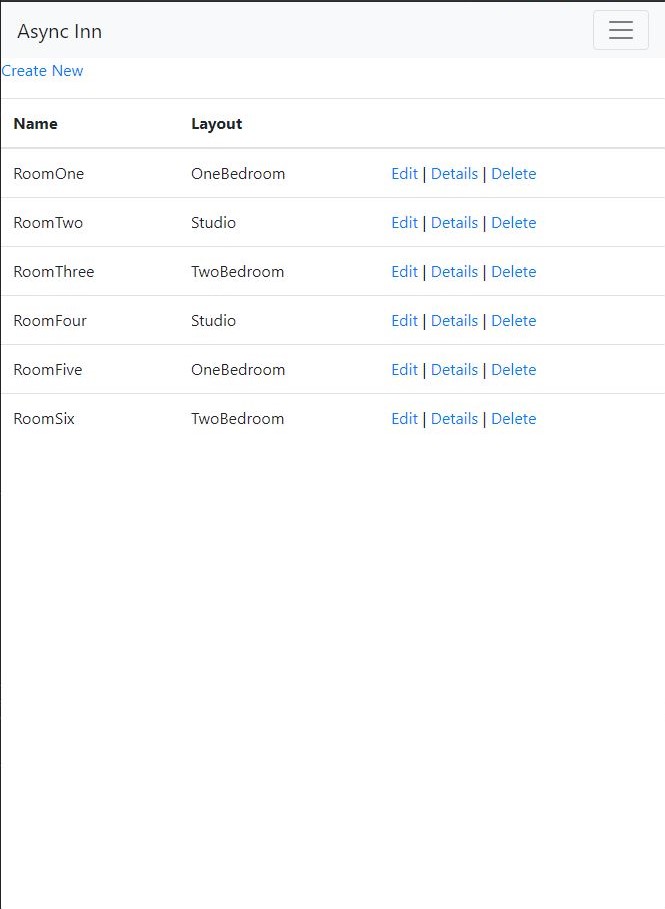 Async Inn
Create New
Name Layout
RoomOne OneBedroom Edit | Details | Delete
RoomTwo Studio Edit | Details | Delete
RoomThree TwoBedroom Edit | Details | Delete
RoomFour Studio Edit | Details | Delete
RoomFive OneBedroom Edit | Details | Delete
RoomSix TwoBedroom Edit | Details | Delete